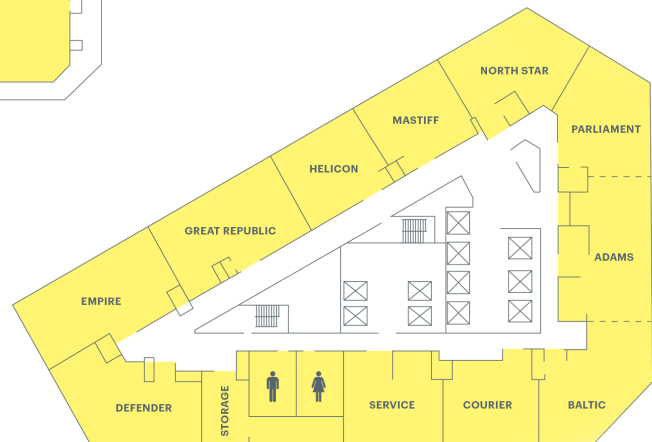 NORTH STAR
MASTIFF
PARLIAMENT
HELICON
GREAT REPUBLIC
ADAMS
EMPIRE
DEFENDER
STORAGE
SERVICE
COURIER
BALTIC